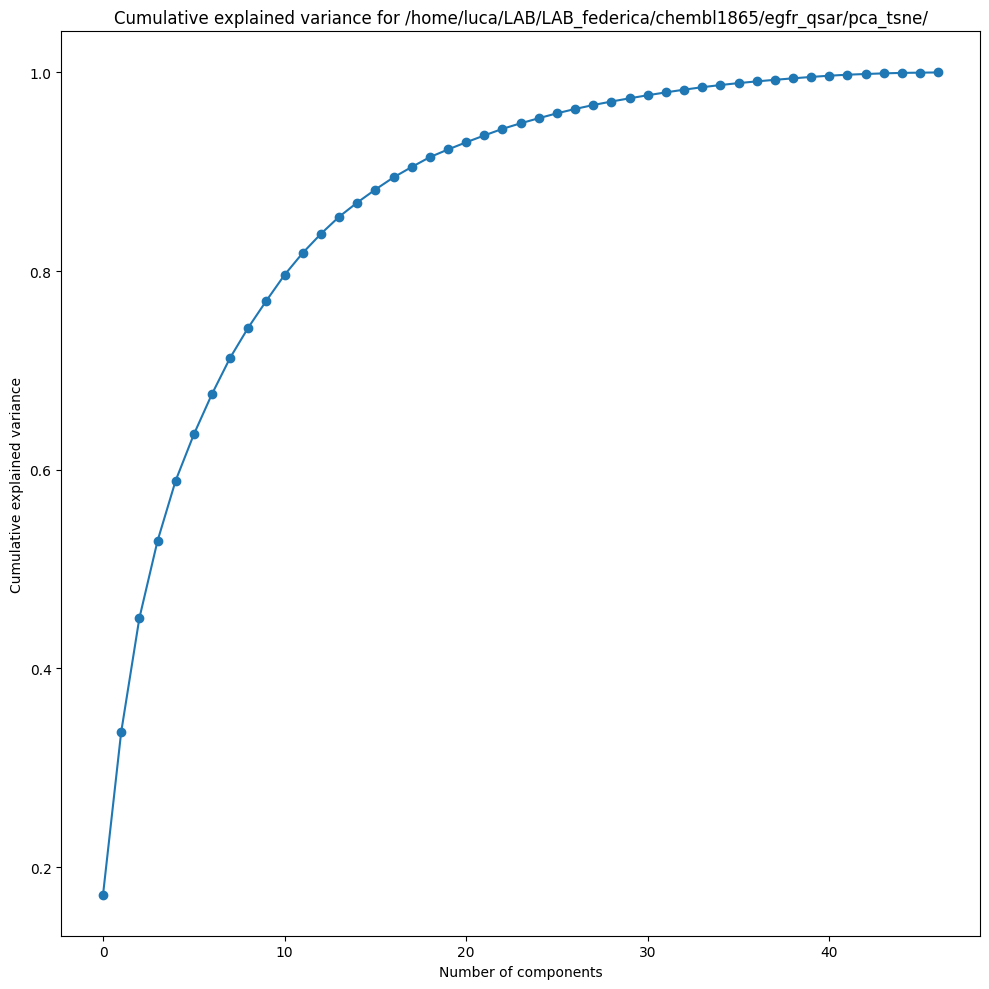 Cumulative explained variance for /home/luca/LAB/LAB_federica/chembl1865/egfr_qsar/pca_tsne/
1.0
0.8
0.6
0.4
0.2
Cumulative explained variance
0 10 20 30 40
Number of components